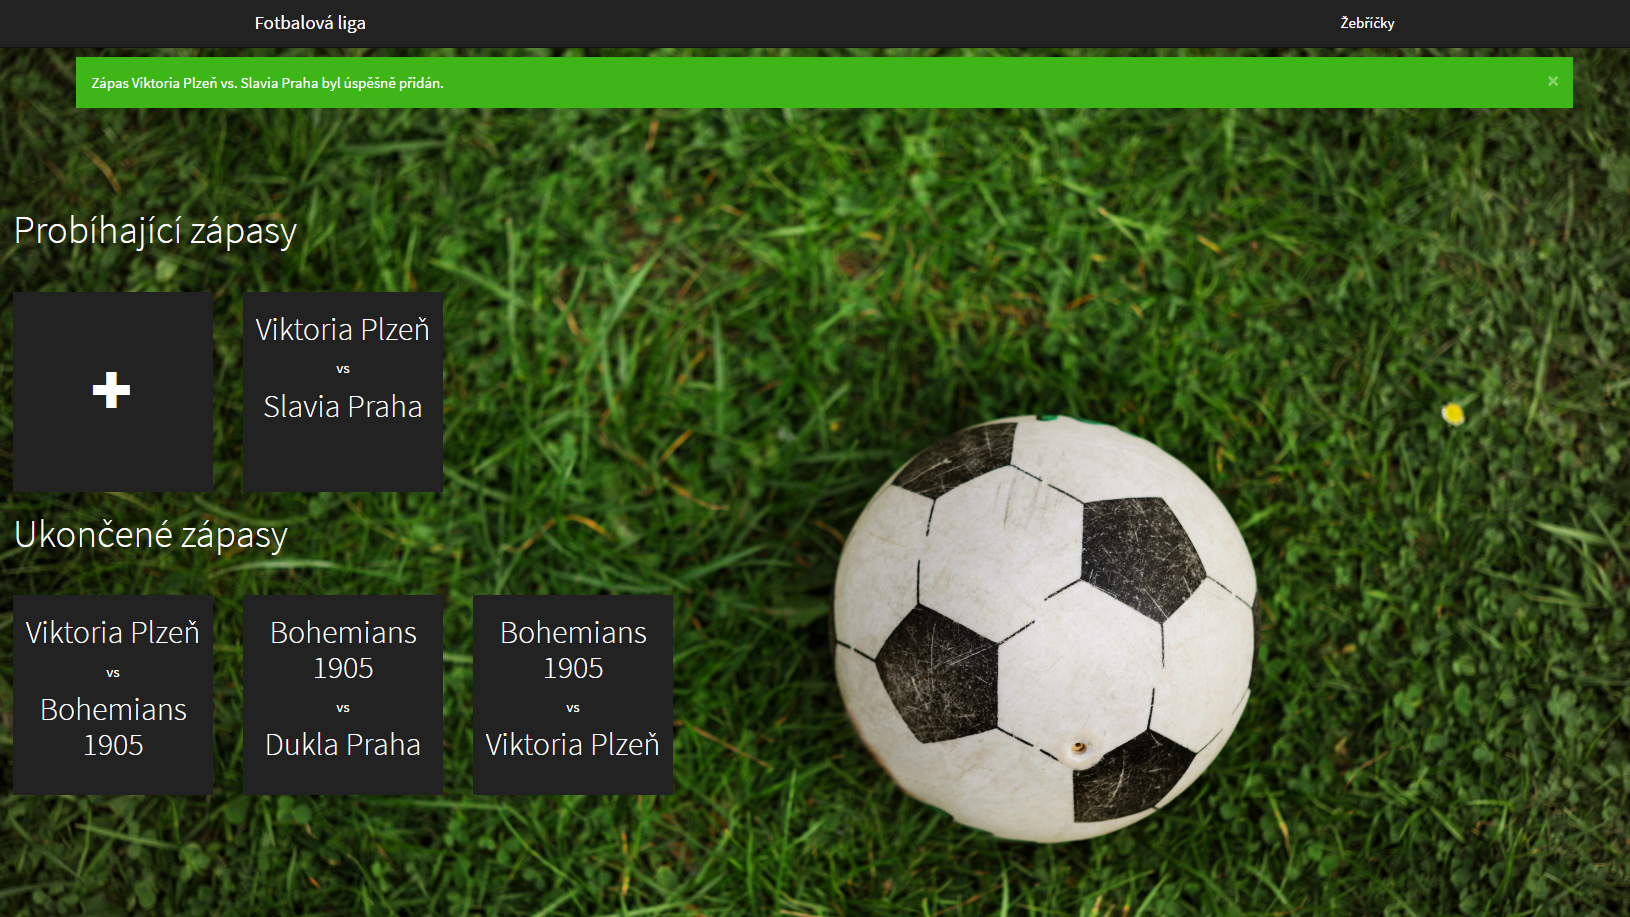 Fotbalová liga
Žebříčky
Zápas Viktoria Plzeň vs. Slavia Praha byl úspěšně přidán.
×
Probíhající zápasy
Viktoria Plzeň
vs
Slavia Praha
Ukončené zápasy
Viktoria Plzeň
vs
Bohemians
1905
Bohemians
1905
vs
Dukla Praha
Bohemians
1905
vs
Viktoria Plzeň